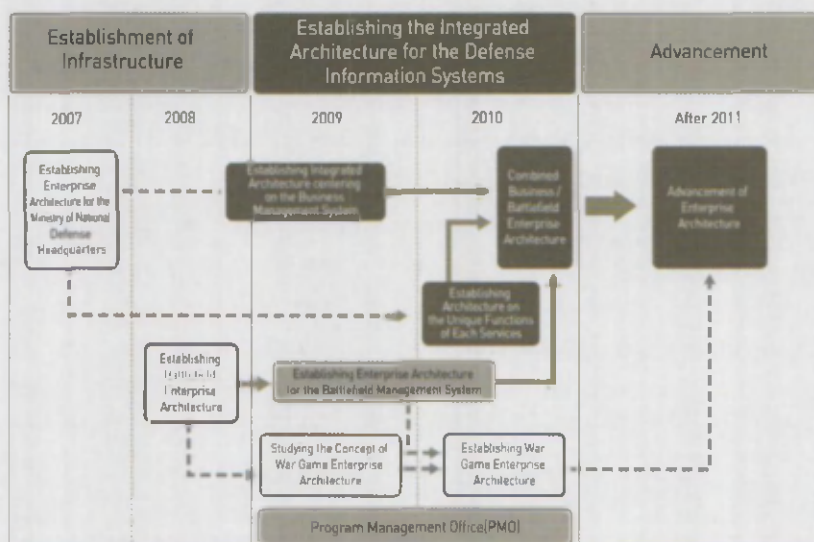 Establishment of
Infrastructure
Establishing the Integrated
Architecture for the Defense
Information Systems
Advancement
2007
2008
2009
2010
After 2011
Establishing
Enterprise
Architecture for the
Ministry of National
Defense
Headquarters
Establishing Integrated
Architecture centering
on the Business
Management System
Combined
Business /
Battlefield
Enterprise
Architecture
Advancement of
Enterprise
Architecture
Establishing
Architecture on
the Unique Functions
of Each Services
Establishing
Battlefield
Enterprise
Architecture
Establishing Enterprise Architecture
for the Battlefield Management System
Studying the Concept of
War Game Enterprise
Architecture
Establishing War
Game Enterprise
Architecture
Program Management Office(PMO)